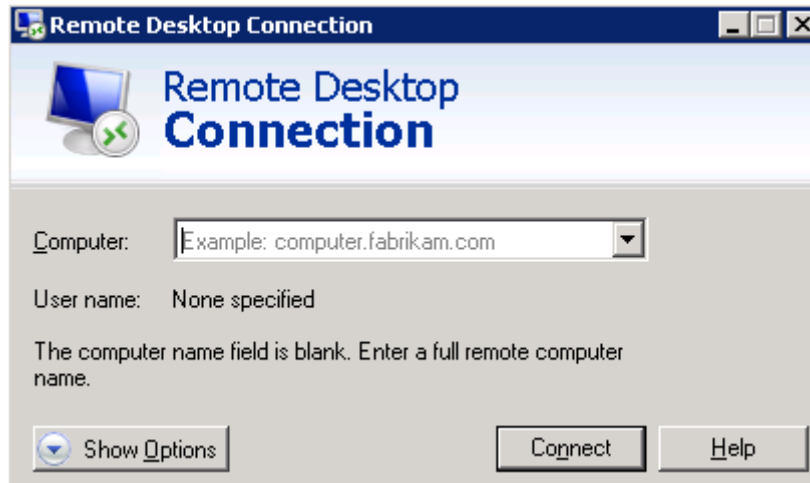 Remote Desktop Connection
Remote Desktop
Connection
Computer:
Example: computer.fabrikam.com
User name:
None specified
The computer name field is blank. Enter a full remote computer
name.
Show Options
Connect
Help